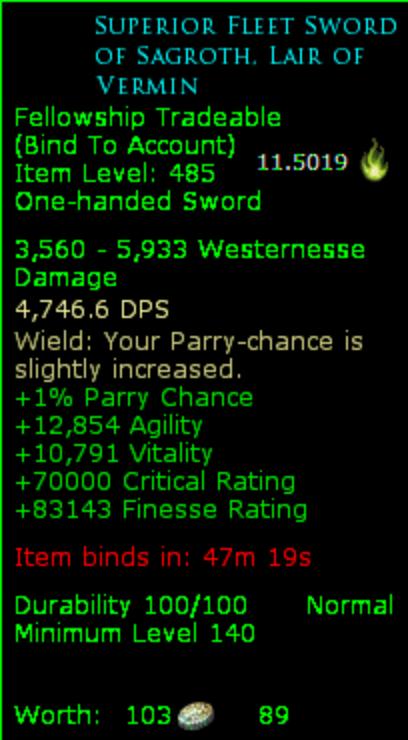 Superior Fleet Sword
of Sagroth, Lair of
Vermin
Fellowship Tradeable
(Bind To Account)
11.5019
Item Level: 485
One-handed Sword
3,560 - 5,933 Westernesse
Damage
4,746.6 DPS
Wield: Your Parry-chance is
slightly increased.
+1% Parry Chance
+12,854 Agility
+10,791 Vitality
+70000 Critical Rating
+83143 Finesse Rating
Item binds in: 47m 19s
Durability 100/100 Normal
Minimum Level 140
Worth: 103 89